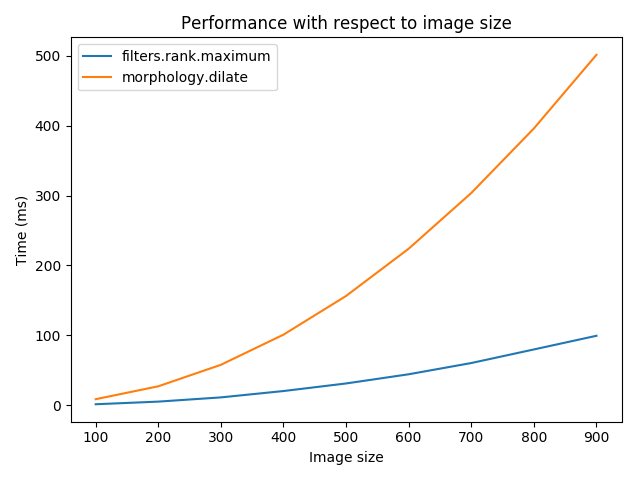 Performance with respect to image size
filters.rank.maximum
morphology.dilate
Time (ms)
500
400
300
200
100
0
100 200 300 400 500 600 700 800 900
Image size